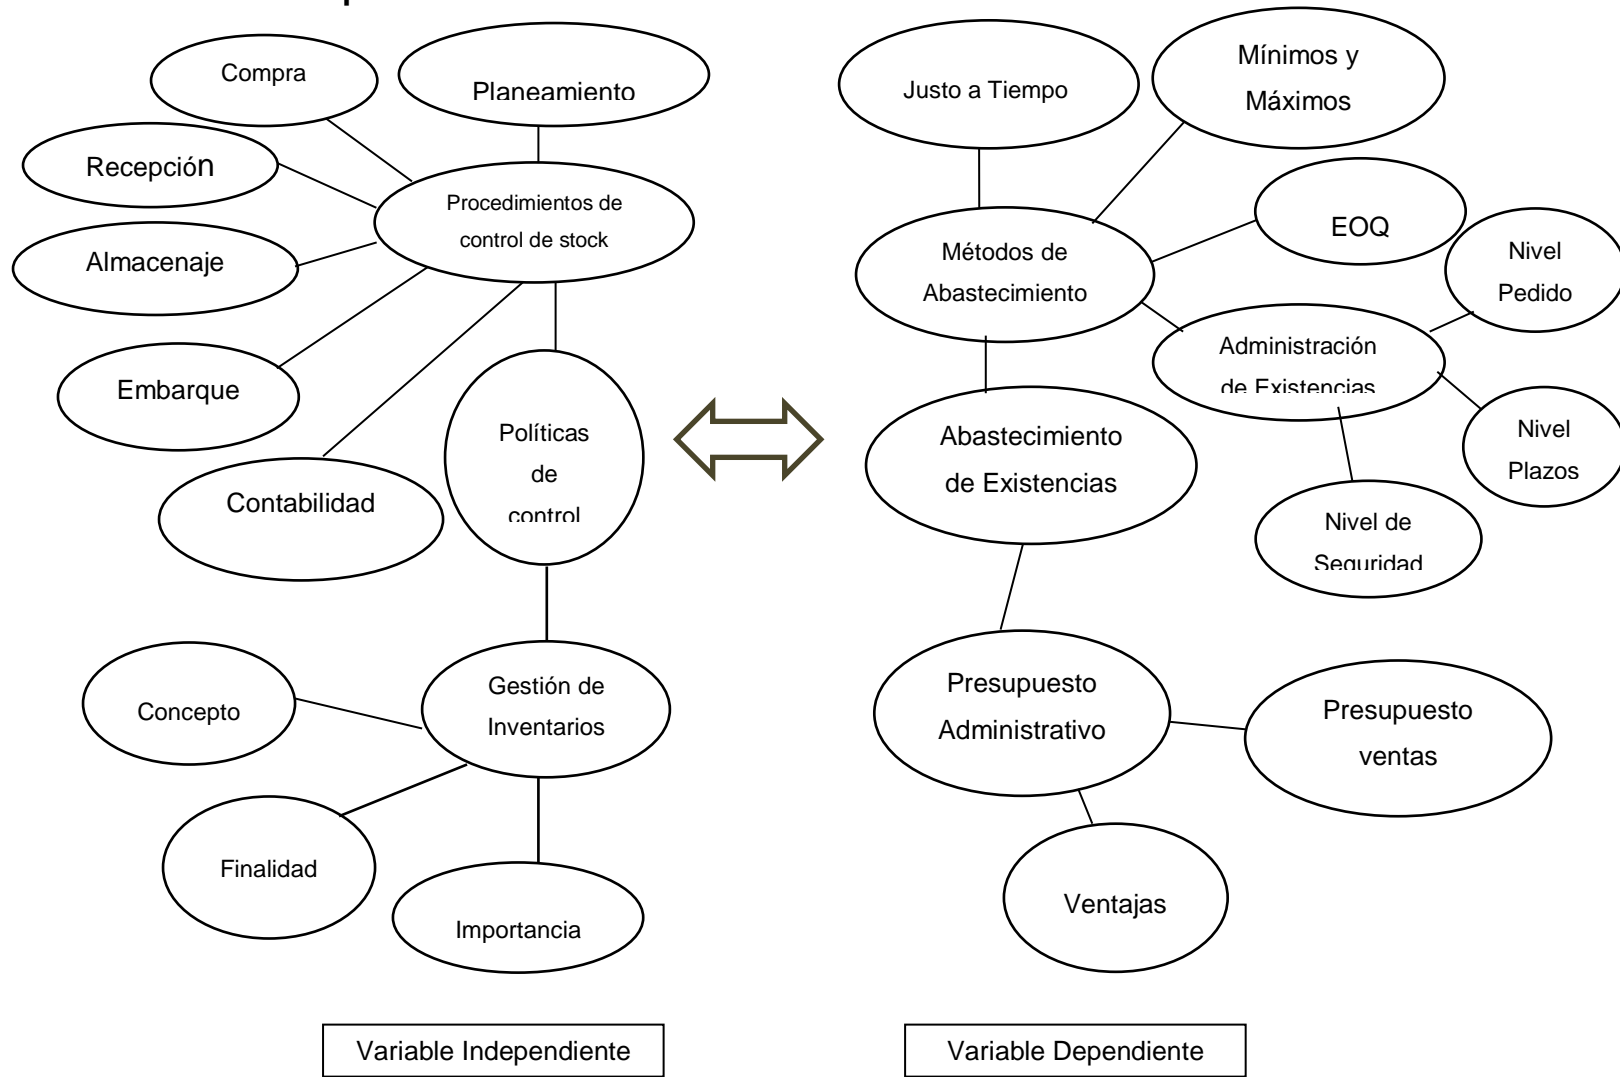 Compra
Planeamiento
Recepción
Procedimientos de
control de stock
Almacenaje
Embarque
Políticas
de
control
Contabilidad
Concepto
Gestión de
Inventarios
Finalidad
Importancia
Variable Independiente
Justo a Tiempo
Mínimos y
Máximos
EOQ
Métodos de
Abastecimiento
Nivel
Pedido
Administración
de Existencias
Abastecimiento
de Existencias
Nivel
Plazos
Nivel de
Seguridad
Presupuesto
Administrativo
Presupuesto
ventas
Ventajas
Variable Dependiente